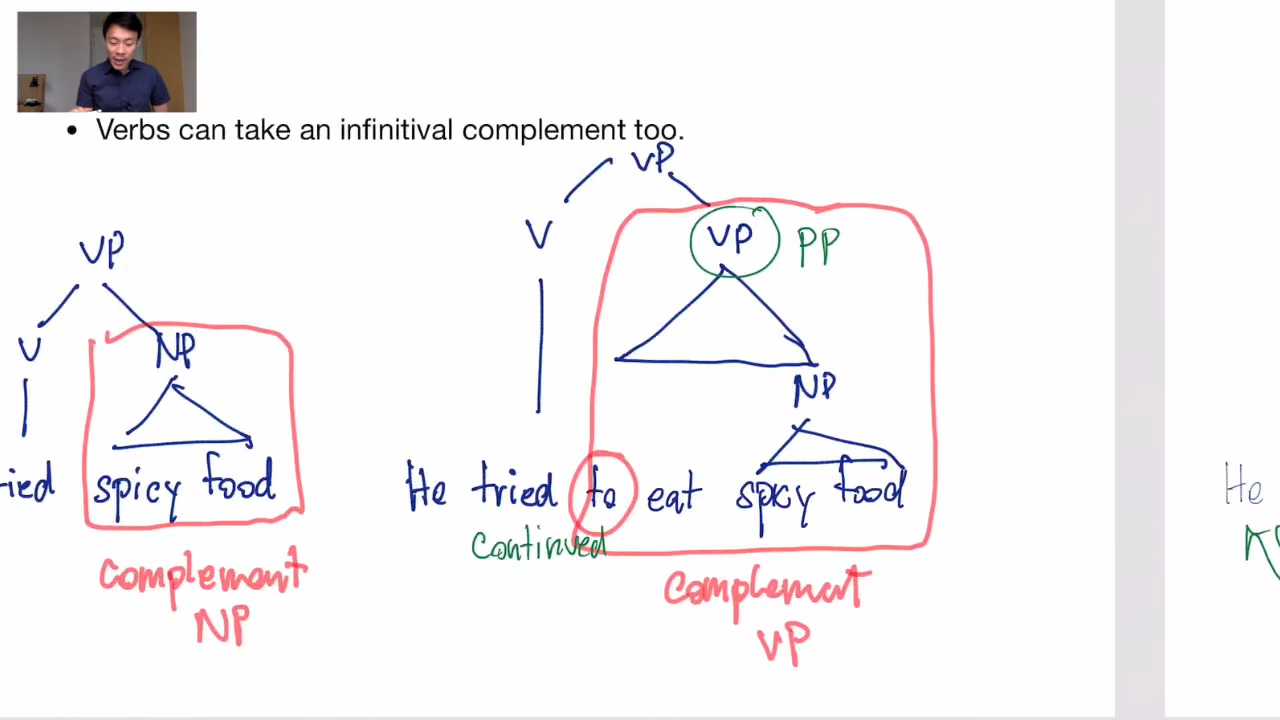 • Verbs can take an infinitival complement too.
VP
V
VP
PP
VP
V
NP
NP
ried
spicy food
He tried to eat spicy food
He
continued
complement
NP
complement
VP